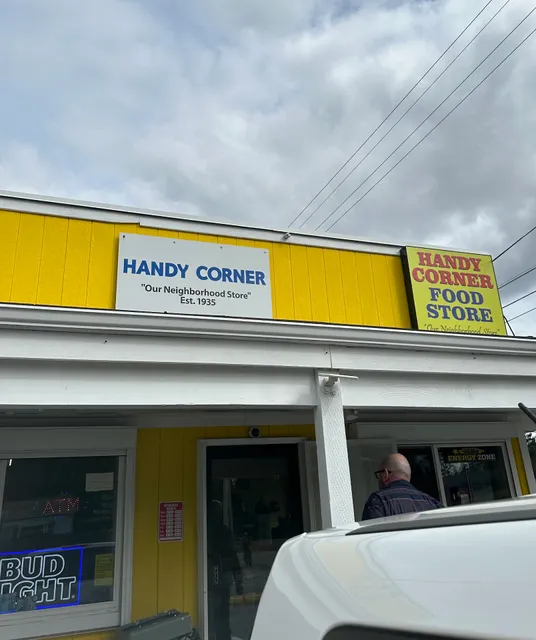 HANDY CORNER
"Our Neighborhood Store"
Est. 1935
HANDY
CORNER
FOOD
STORE
"Our Neighborhood Store"
ENERGY ZONE
ATM
BUD
LIGHT